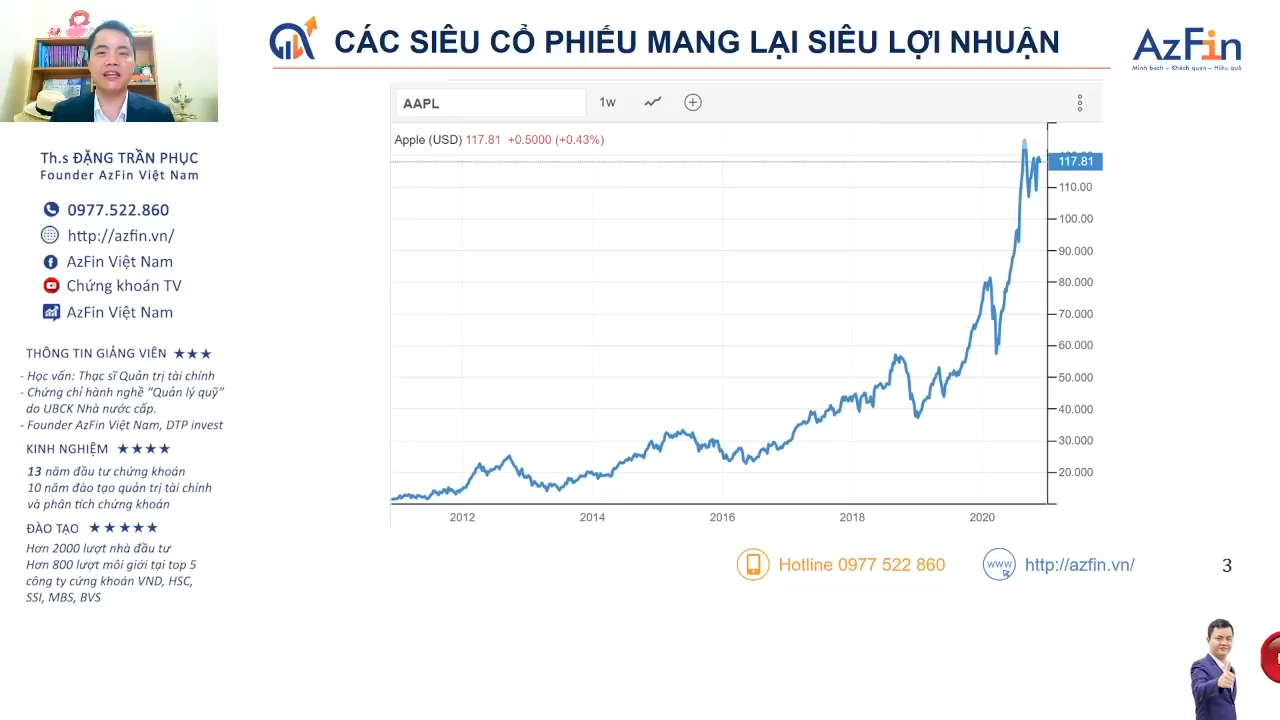 CÁC SIÊU CỔ PHIẾU MANG LẠI SIÊU LỢI NHUẬN
AzFin
Minh bạch – Khách quan – Hiệu quả
Th.s ĐẶNG TRẦN PHỤC
Founder AzFin Việt Nam
0977.522.860
http://azfin.vn/
AzFin Việt Nam
Chứng khoán TV
AzFin Việt Nam
THÔNG TIN GIẢNG VIÊN ★★★
- Học vấn: Thạc sĩ Quản trị tài chính
- Chứng chỉ hành nghề “Quản lý quỹ”
do UBCK Nhà nước cấp.
- Founder AzFin Việt Nam, DTP invest
KINH NGHIỆM ★★★★
13 năm đầu tư chứng khoán
10 năm đào tạo quản trị tài chính
và phân tích chứng khoán
ĐÀO TẠO ★★★★★
Hơn 2000 lượt nhà đầu tư
Hơn 800 lượt môi giới tại top 5
công ty cứng khoán VND, HSC,
SSI, MBS, BVS
AAPL
1w
Apple (USD) 117.81 +0.5000 (+0.43%)
117.81
110.00
100.00
90.000
80.000
70.000
60.000
50.000
40.000
30.000
20.000
2012 2014 2016 2018 2020
Hotline 0977 522 860
www
http://azfin.vn/
3